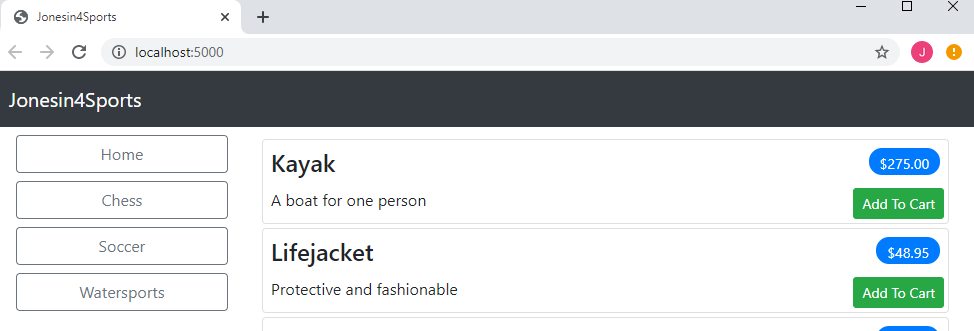 Jonesin4Sports
localhost:5000
J
Jonesin4Sports
Home
Chess
Soccer
Watersports
Kayak
$275.00
A boat for one person
Add To Cart
Lifejacket
$48.95
Protective and fashionable
Add To Cart